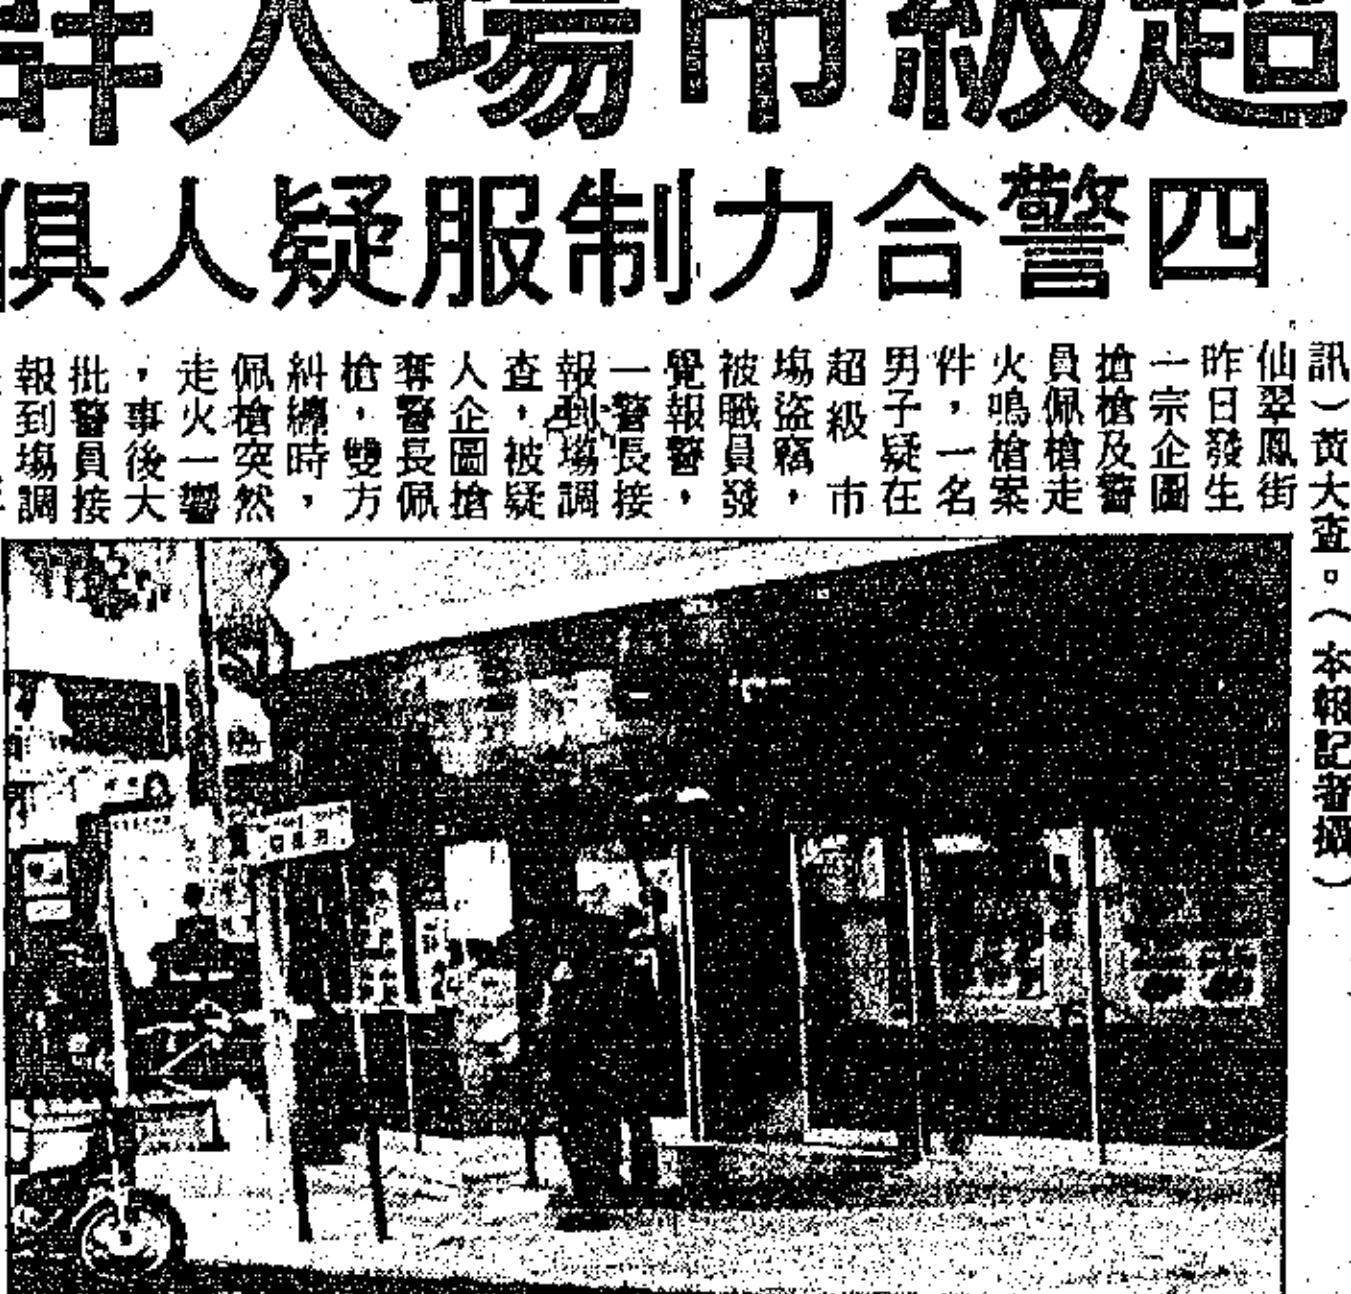 超級市場人群
四警合力制服疑人俱
訊）黃大
仙翠鳳街
昨日發生
一宗企圖
搶槍及警
員佩槍走
火鳴槍案
件，一名
男子疑在
超級市
塲盜竊，
被職員發
覺報警，
一警長接
報到塲調
查，被疑
人企圖搶
奪警長佩
槍，雙方
糾纏時，
佩槍突然
走火一響
，事後大
批警員接
報到塲調
查。（本報記者攝）